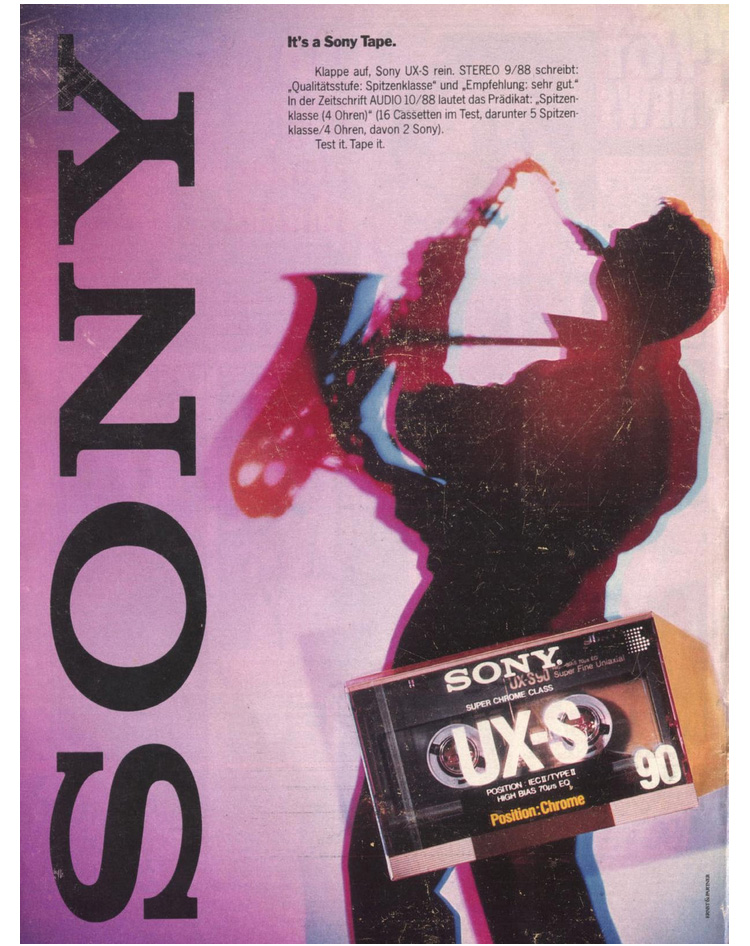 It's a Sony Tape.
Klappe auf, Sony UX-S rein. STEREO 9/88 schreibt:
„Qualitätsstufe: Spitzenklasse“ und „Empfehlung: sehr gut.“
In der Zeitschrift AUDIO 10/88 lautet das Prädikat: „Spitzen-
klasse (4 Ohren)“ (16 Cassetten im Test, darunter 5 Spitzen-
klasse/4 Ohren, davon 2 Sony).
Test it. Tape it.
SONY
SONY.
UX-S90
Super Fine Uniaxial
SUPER CHROME CLASS
UX-S
90
POSITION · IEC II/TYPE II
HIGH BIAS 70µs EQ
Position:Chrome